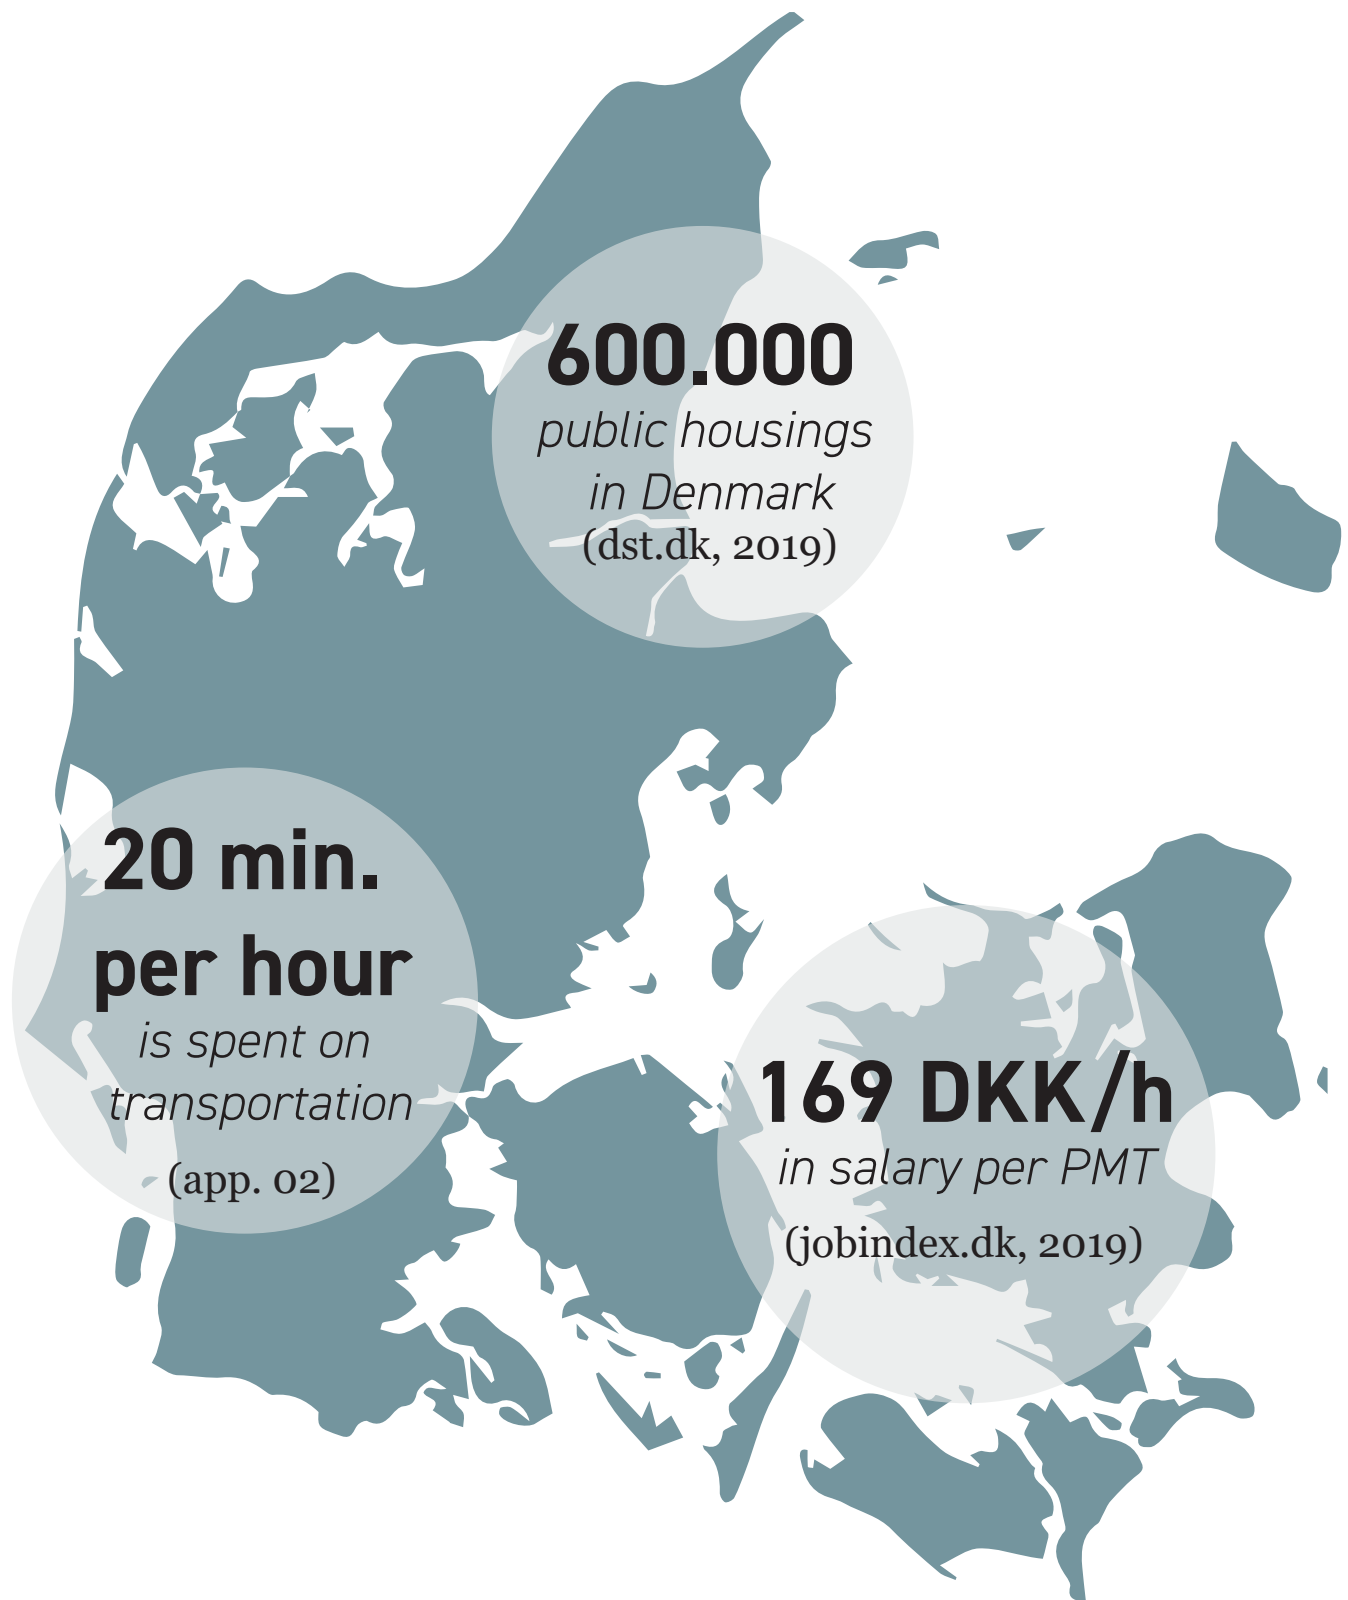 600.000
public housings
in Denmark
(dst.dk, 2019)
20 min.
per hour
is spent on
transportation
(app. 02)
169 DKK/h
in salary per PMT
(jobindex.dk, 2019)